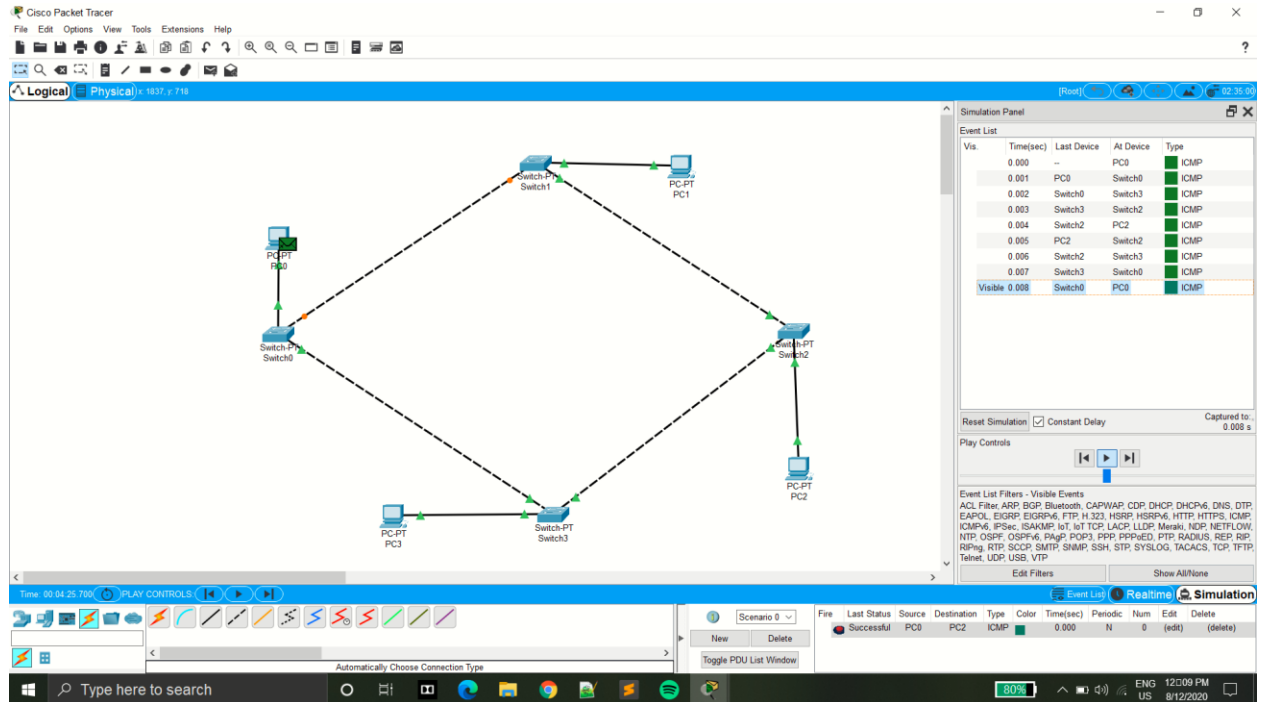 Cisco Packet Tracer
File Edit Options View Tools Extensions Help
?
Logical Physical x: 1837, y: 718 [Root] 02:35:00
Switch-PT
Switch1
PC-PT
PC1
PC-PT
PC0
Switch-PT
Switch0
Switch-PT
Switch2
PC-PT
PC2
PC-PT
PC3
Switch-PT
Switch3
Simulation Panel
Event List
Vis. Time(sec) Last Device At Device Type
0.000 -- PC0 ICMP
0.001 PC0 Switch0 ICMP
0.002 Switch0 Switch3 ICMP
0.003 Switch3 Switch2 ICMP
0.004 Switch2 PC2 ICMP
0.005 PC2 Switch2 ICMP
0.006 Switch2 Switch3 ICMP
0.007 Switch3 Switch0 ICMP
Visible 0.008 Switch0 PC0 ICMP
Reset Simulation Constant Delay Captured to:
0.008 s
Play Controls
Event List Filters - Visible Events
ACL Filter, ARP, BGP, Bluetooth, CAPWAP, CDP, DHCP, DHCPv6, DNS, DTP,
EAPOL, EIGRP, EIGRPv6, FTP, H.323, HSRP, HSRPv6, HTTP, HTTPS, ICMP,
ICMPv6, IPSec, ISAKMP, IoT, IoT TCP, LACP, LLDP, Meraki, NDP, NETFLOW,
NTP, OSPF, OSPFv6, PAgP, POP3, PPP, PPPoED, PTP, RADIUS, REP, RIP,
RIPng, RTP, SCCP, SMTP, SNMP, SSH, STP, SYSLOG, TACACS, TCP, TFTP,
Telnet, UDP, USB, VTP
Edit Filters Show All/None
Time: 00:04:25.700 PLAY CONTROLS: Event List Realtime Simulation
Automatically Choose Connection Type
Scenario 0
New Delete
Toggle PDU List Window
Fire Last Status Source Destination Type Color Time(sec) Periodic Num Edit Delete
Successful PC0 PC2 ICMP 0.000 N 0 (edit) (delete)
Type here to search
80%
ENG
US
12□09 PM
8/12/2020